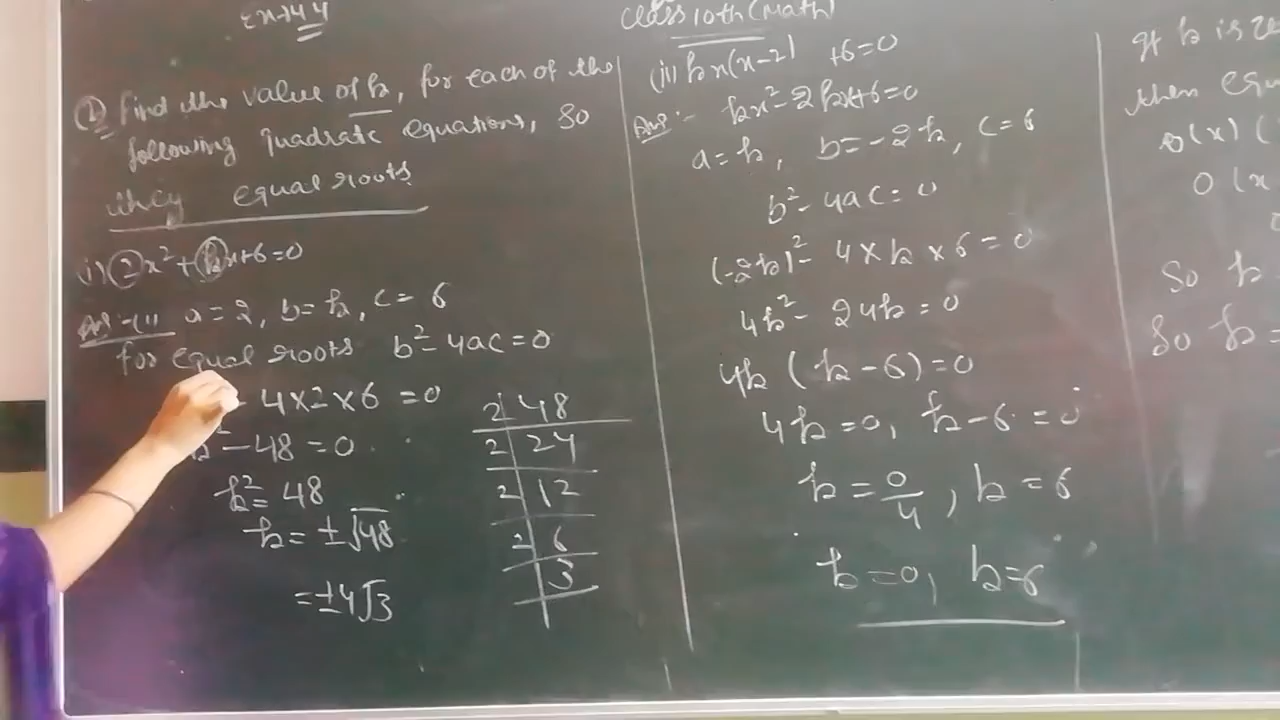 Ex→4.4
Class 10th (Math)
① Find the value of k, for each of the
following quadratic equations, so
they equal roots.
(i) 2x²+kx+6=0
Ans:-(i) a=2, b=k, c=6
for equal roots b²-4ac=0
- 4×2×6=0
k²-48=0
k²=48
k=±√48
=±4√3
2 48
2 24
2 12
2 6
3
(ii) kx(x-2) +6=0
Ans:- kx²-2kx+6=0
a=k, b=-2k, c=6
b²-4ac=0
(-2k)²-4×k×6=0
4k²-24k=0
4k(k-6)=0
4k=0, k-6=0
k=0/4, k=6
k=0, k=6
If k is ze
then equ
0(x)(
0(x
So k
So k=